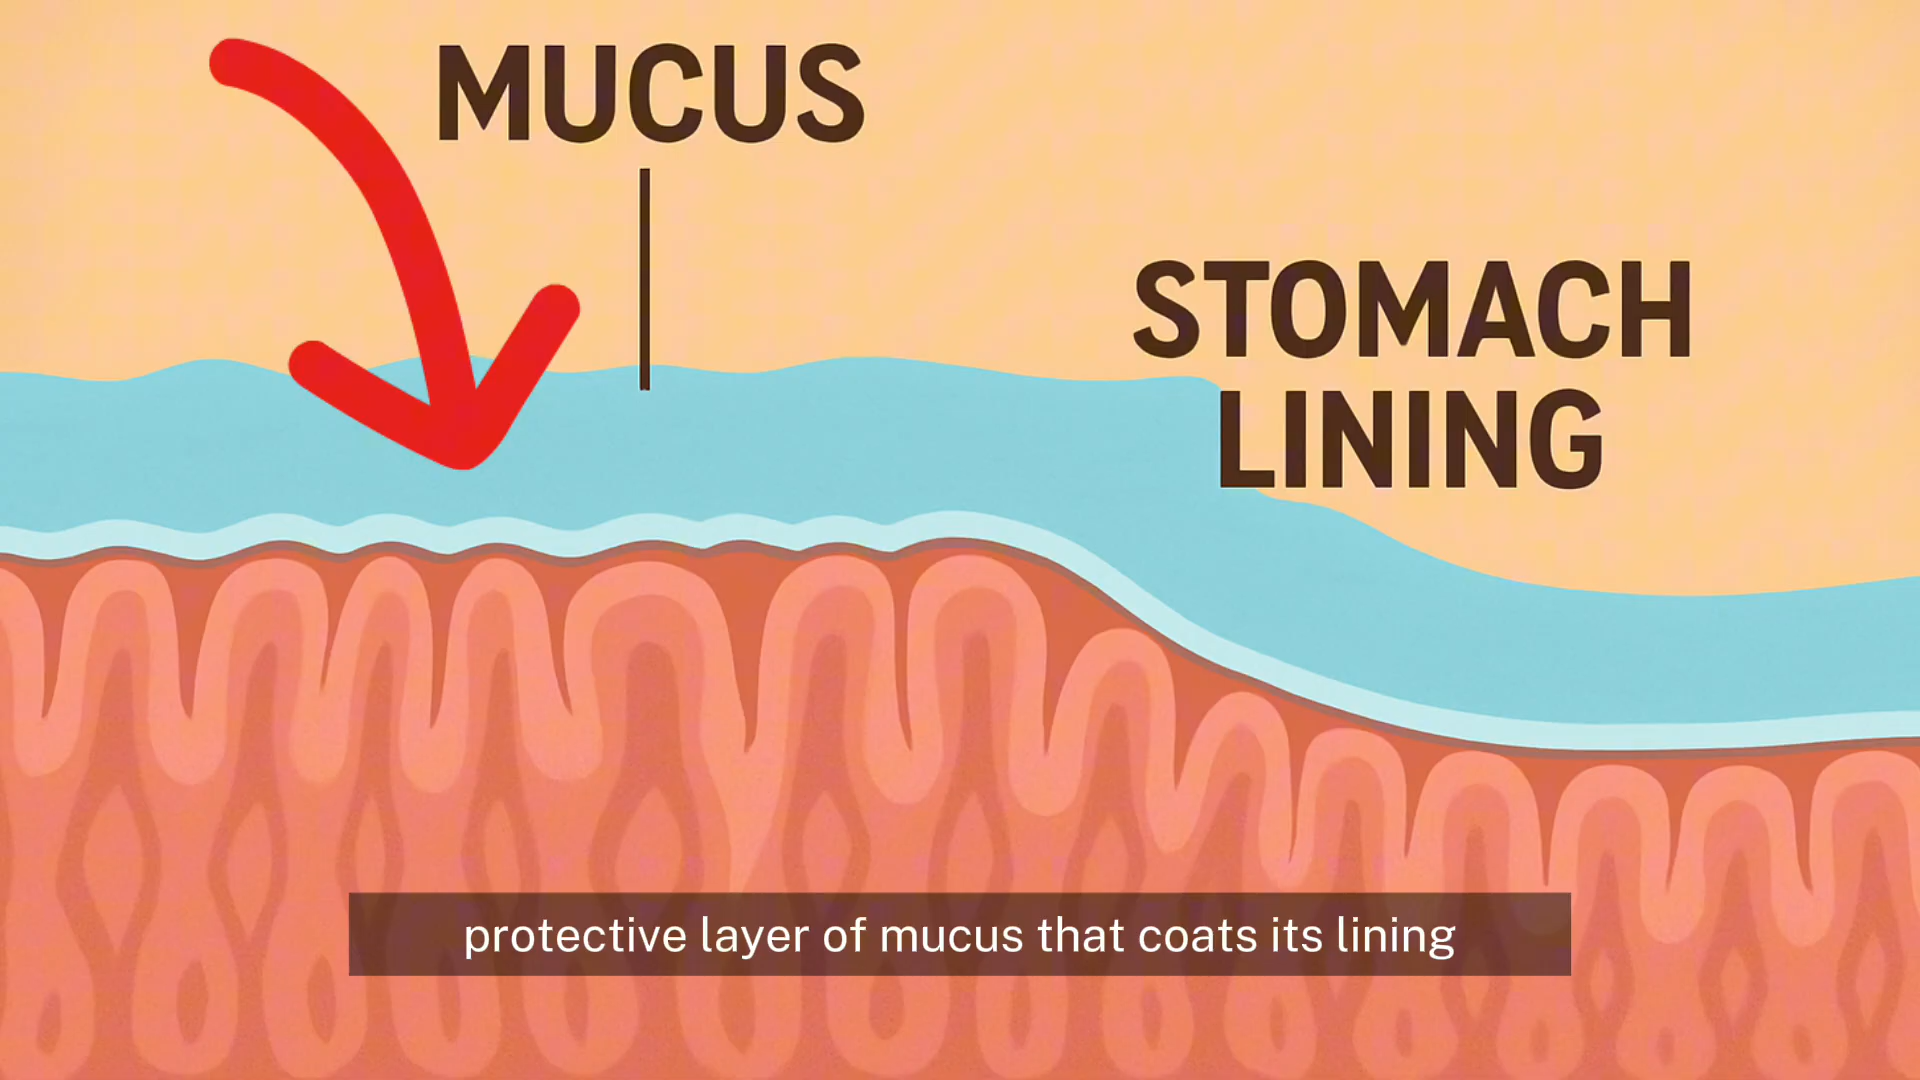 MUCUS
STOMACH
LINING
protective layer of mucus that coats its lining